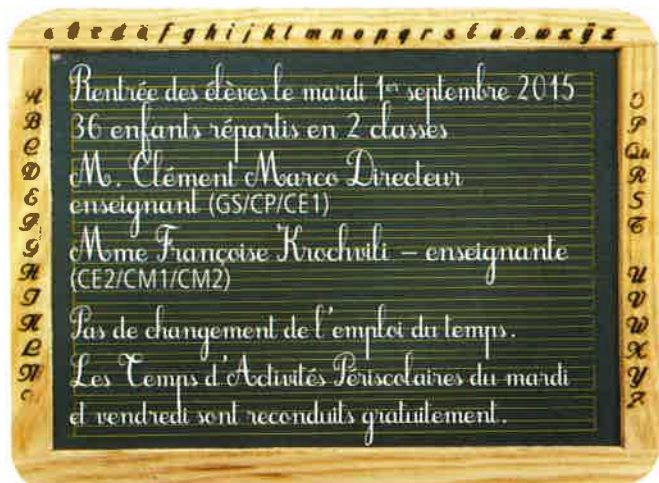 f g h i j k l m n o p q r s
A
B
C
D
E
F
G
H
I
K
L
M
Rentrée des élèves le mardi 1er septembre 2015
36 enfants répartis en 2 classes
M. Clément Marco Directeur
enseignant (GS/CP/CE1)
Mme Françoise Krochvili – enseignante
(CE2/CM1/CM2)
Pas de changement de l'emploi du temps.
Les Temps d'Activités Périscolaires du mardi
et vendredi sont reconduits gratuitement.
O
P
Qu
R
S
T
U
V
W
X
Y
Z